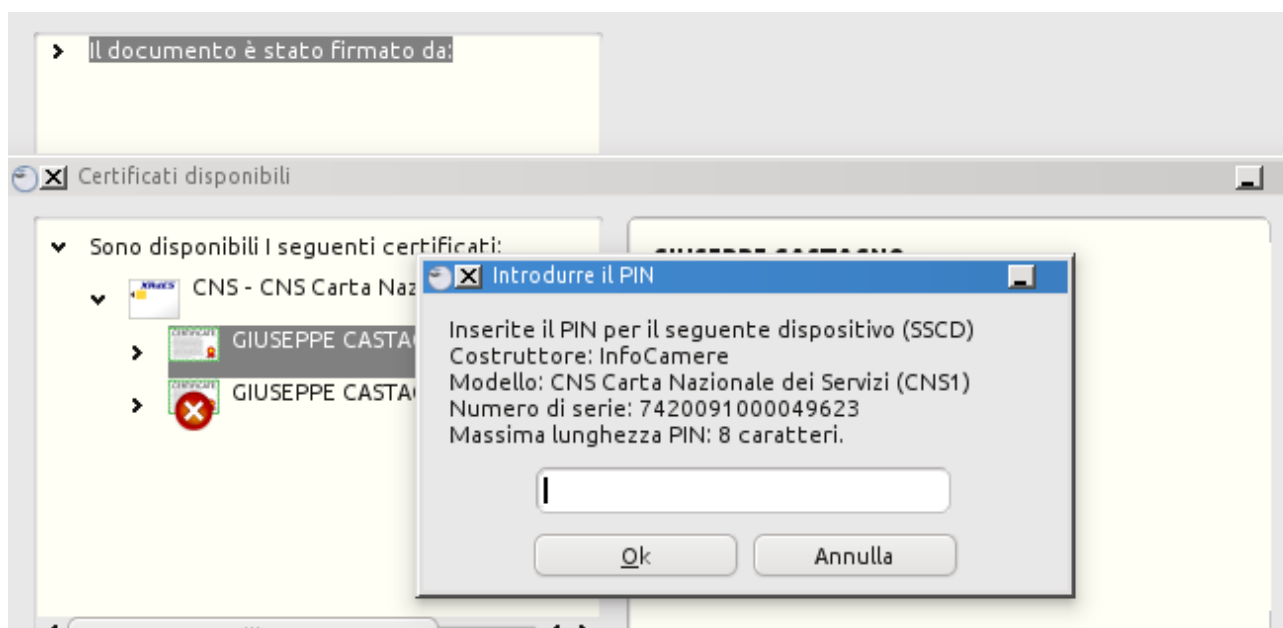 Il documento è stato firmato da:
Certificati disponibili
Sono disponibili I seguenti certificati:
CNS - CNS Carta Naz
GIUSEPPE CASTA
GIUSEPPE CASTA
GIUSEPPE CASTAGNO
Introdurre il PIN
Inserite il PIN per il seguente dispositivo (SSCD)
Costruttore: InfoCamere
Modello: CNS Carta Nazionale dei Servizi (CNS1)
Numero di serie: 7420091000049623
Massima lunghezza PIN: 8 caratteri.
Ok
Annulla